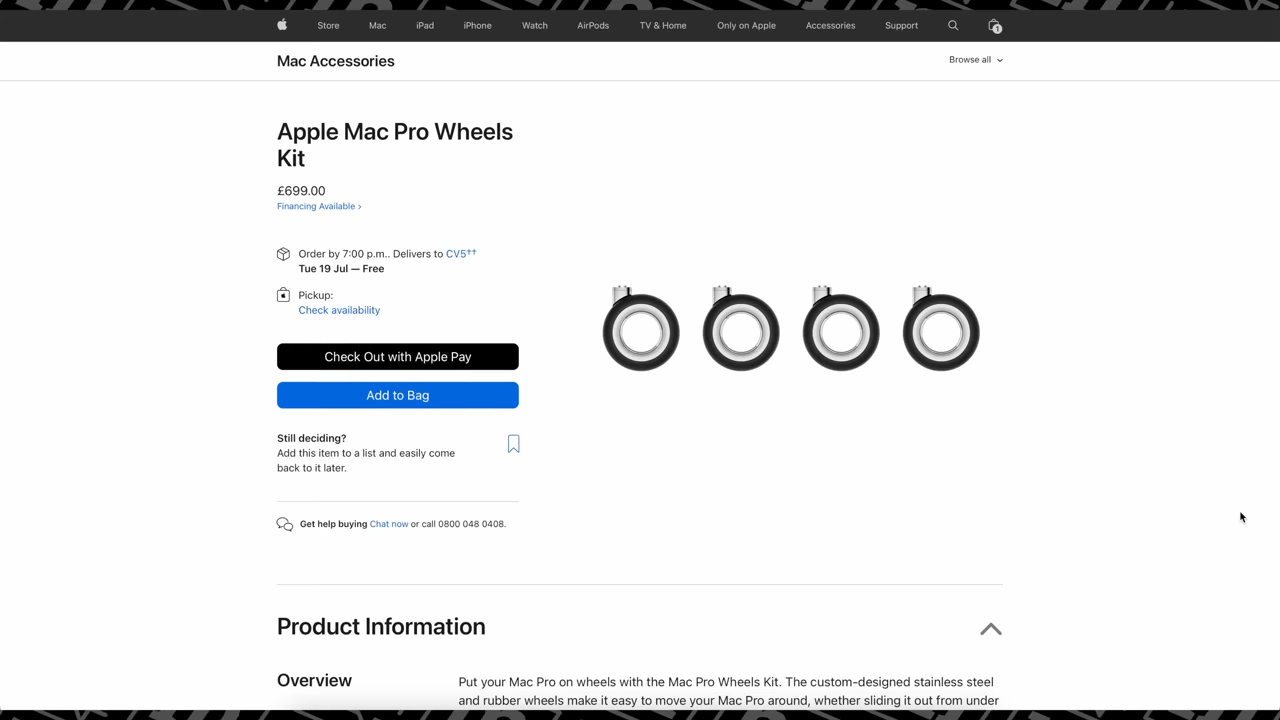 Store Mac iPad iPhone Watch AirPods TV & Home Only on Apple Accessories Support 1
Mac Accessories
Browse all
Apple Mac Pro Wheels
Kit
£699.00
Financing Available >
Order by 7:00 p.m.. Delivers to CV5††
Tue 19 Jul — Free
Pickup:
Check availability
Check Out with Apple Pay
Add to Bag
Still deciding?
Add this item to a list and easily come
back to it later.
Get help buying Chat now or call 0800 048 0408.
Product Information
Overview
Put your Mac Pro on wheels with the Mac Pro Wheels Kit. The custom-designed stainless steel
and rubber wheels make it easy to move your Mac Pro around, whether sliding it out from under